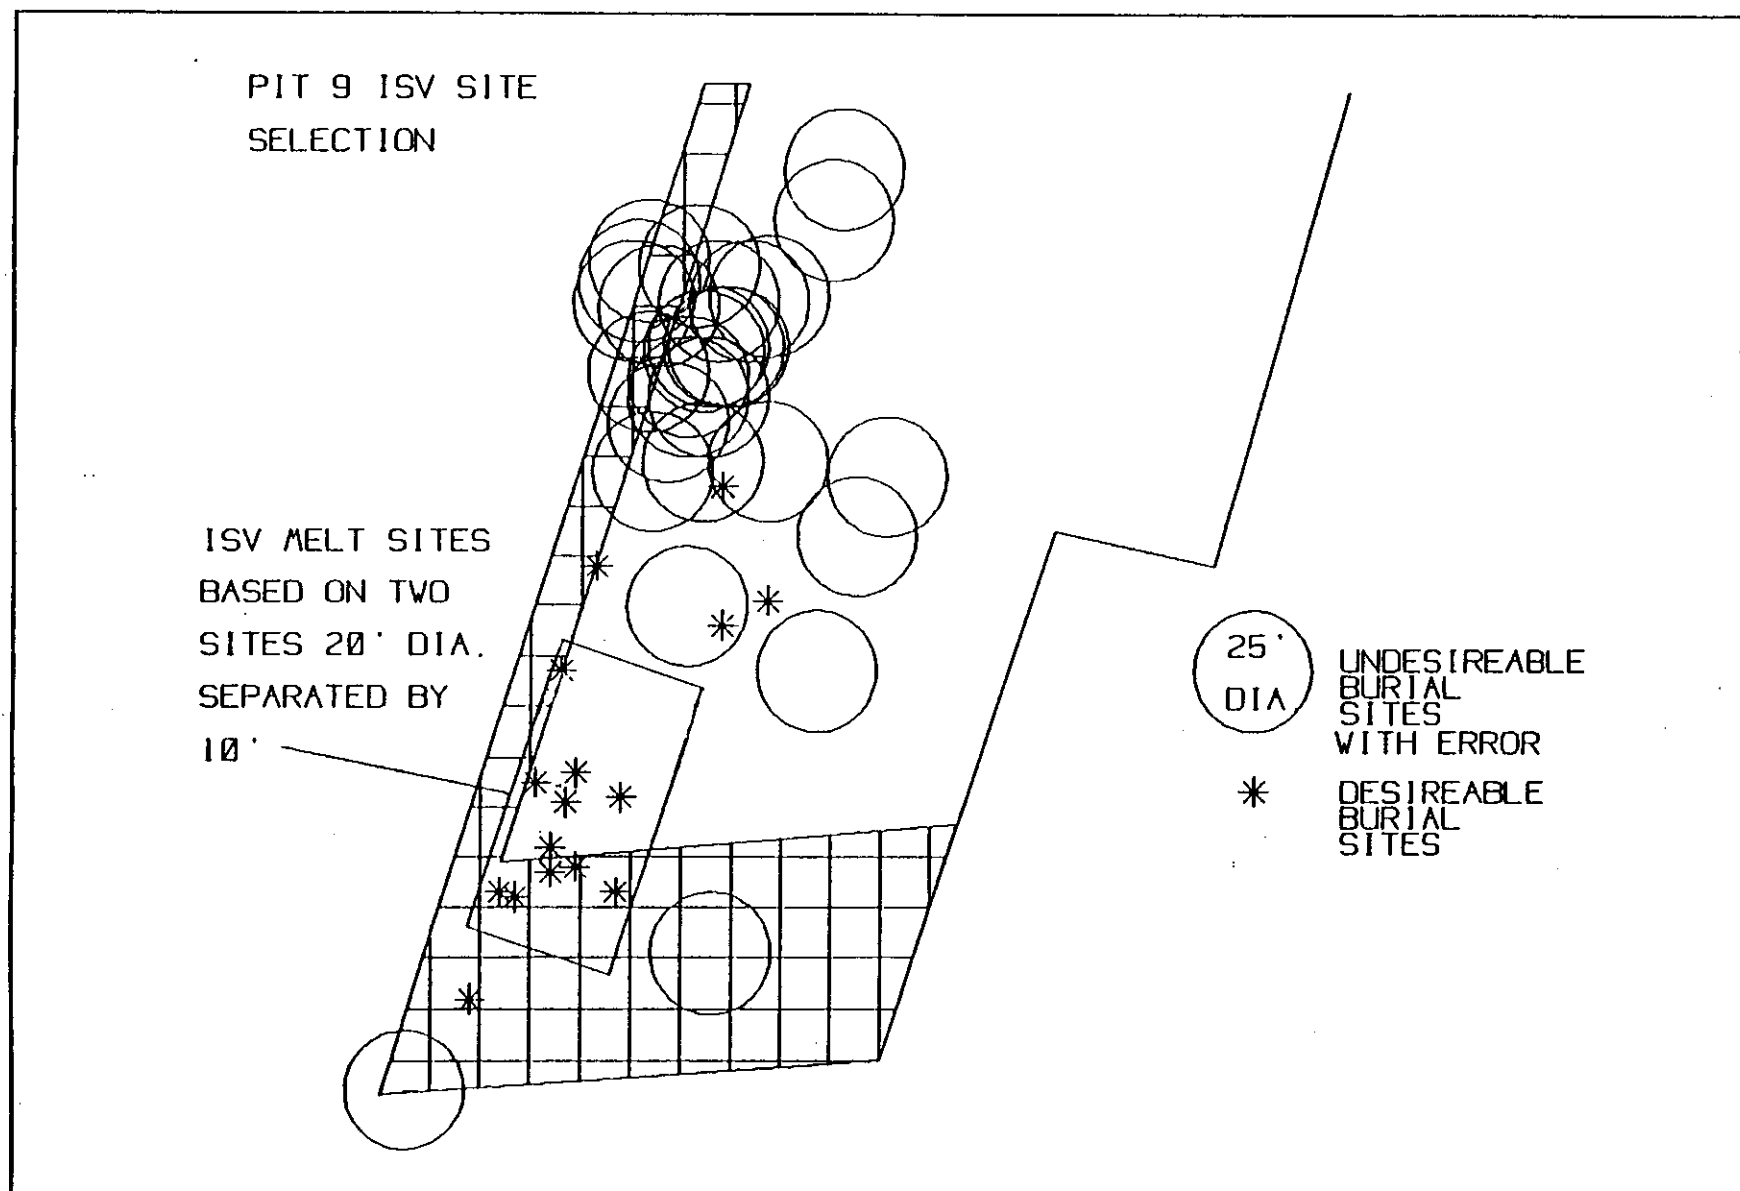 PIT 9 ISV SITE
SELECTION
ISV MELT SITES
BASED ON TWO
SITES 20' DIA.
SEPARATED BY
10'
25'
DIA
UNDESIREABLE
BURIAL
SITES
WITH ERROR
DESIREABLE
BURIAL
SITES